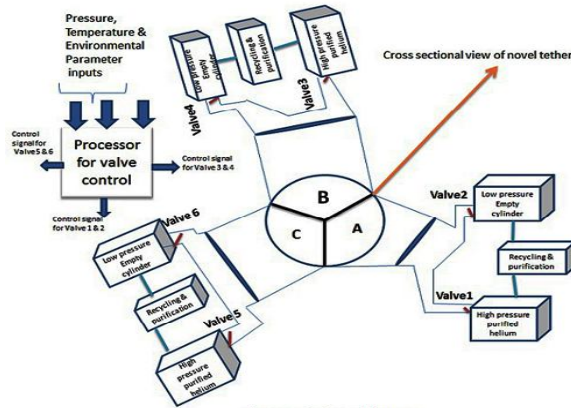 Pressure,
Temperature &
Environmental
Parameter
inputs
Low pressure
Empty
cylinder
Recycling &
purification
High pressure
purified
helium
Cross sectional view of novel tether
Valve4
Valve3
Control
signal for
Valve5 & 6
Processor
for valve
control
Control signal
for Valve 3 & 4
Control signal
for Valve 1 & 2
B
A
C
Valve2
Low pressure
Empty
cylinder
Recycling &
purification
Valve1
High pressure
purified
helium
Valve 6
Low pressure
Empty
cylinder
Recycling &
purification
Valve 5
High
pressure
purified
helium